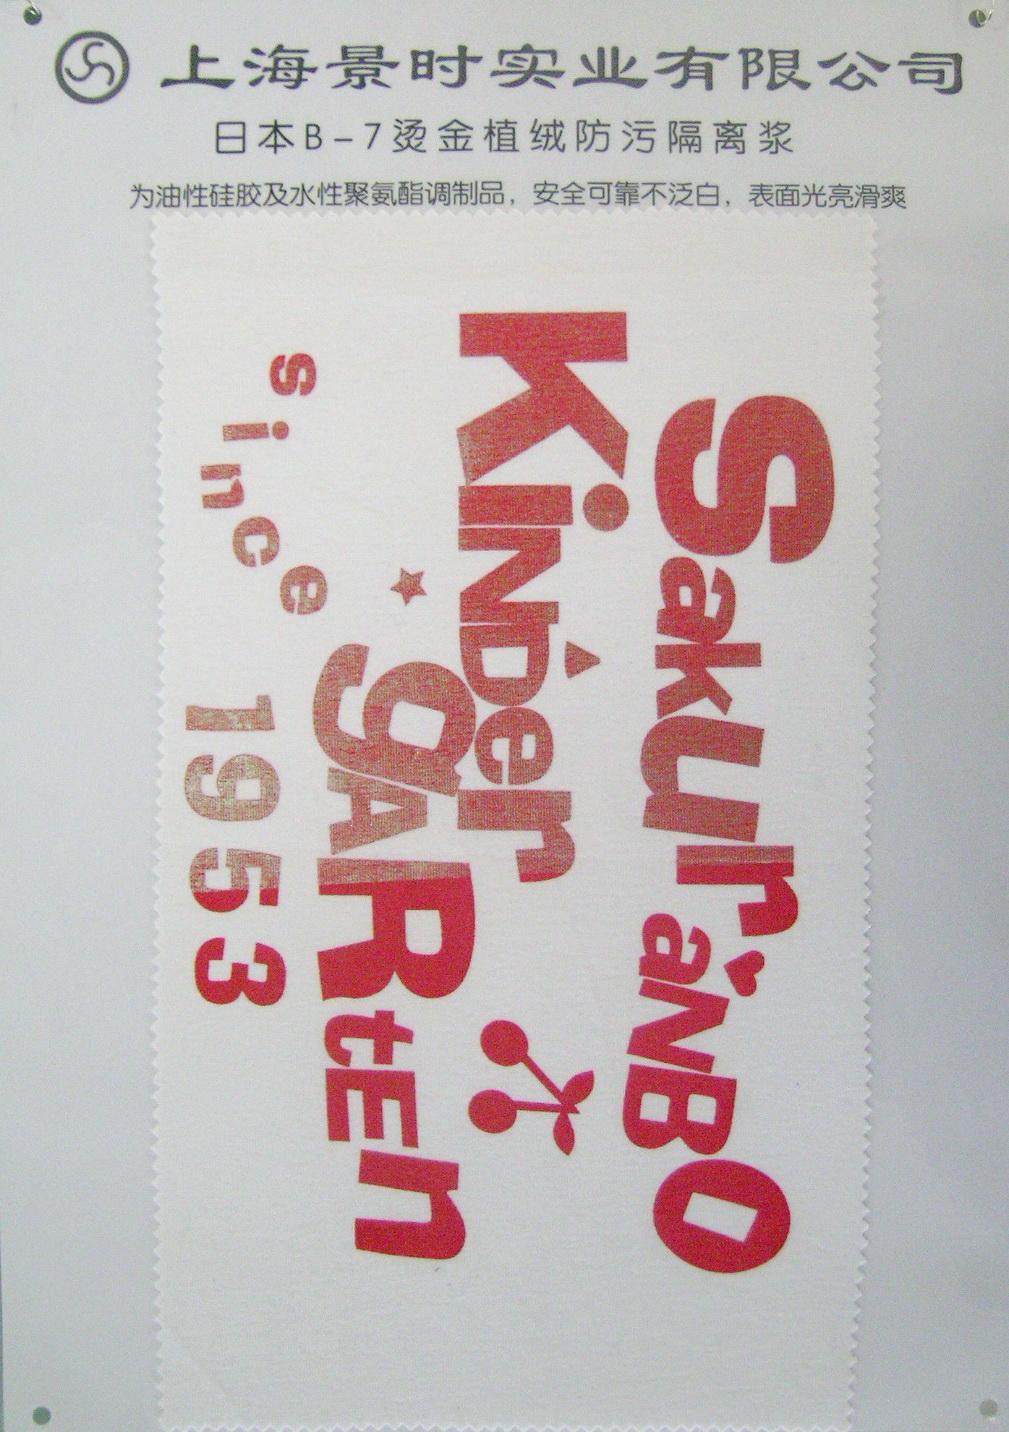 上海景时实业有限公司
日本B-7烫金植绒防污隔离浆
为油性硅胶及水性聚氨酯调制品，安全可靠不泛白，表面光亮滑爽
SakUraNBO
KiNDer
gARtEn
since 1953